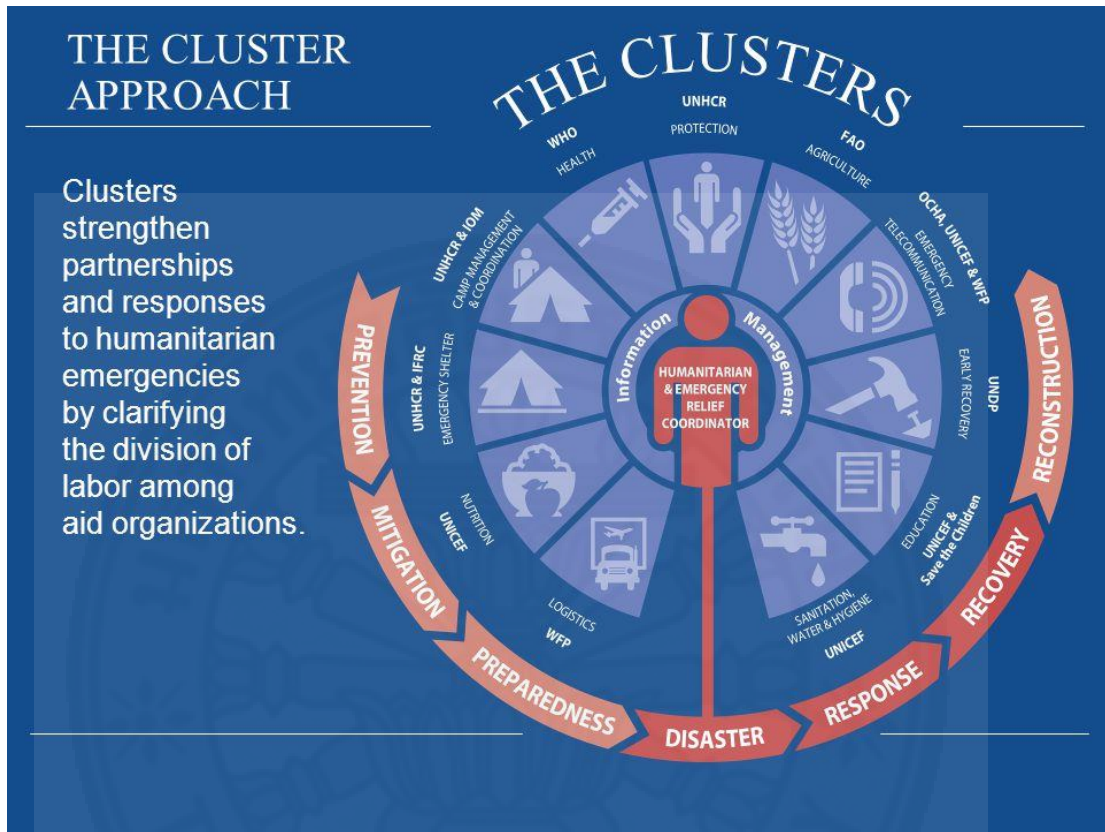 THE CLUSTER
APPROACH
Clusters
strengthen
partnerships
and responses
to humanitarian
emergencies
by clarifying
the division of
labor among
aid organizations.
THE CLUSTERS
UNHCR
PROTECTION
FAO
AGRICULTURE
OCHA, UNICEF & WFP
EMERGENCY
TELECOMMUNICATION
UNDP
EARLY RECOVERY
EDUCATION
UNICEF &
Save the Children
SANITATION,
WATER & HYGIENE
UNICEF
LOGISTICS
WFP
NUTRITION
UNICEF
UNHCR & IFRC
EMERGENCY SHELTER
UNHCR & IOM
CAMP MANAGEMENT
& COORDINATION
WHO
HEALTH
Information
Management
HUMANITARIAN
& EMERGENCY
RELIEF
COORDINATOR
PREVENTION
MITIGATION
PREPAREDNESS
DISASTER
RESPONSE
RECOVERY
RECONSTRUCTION